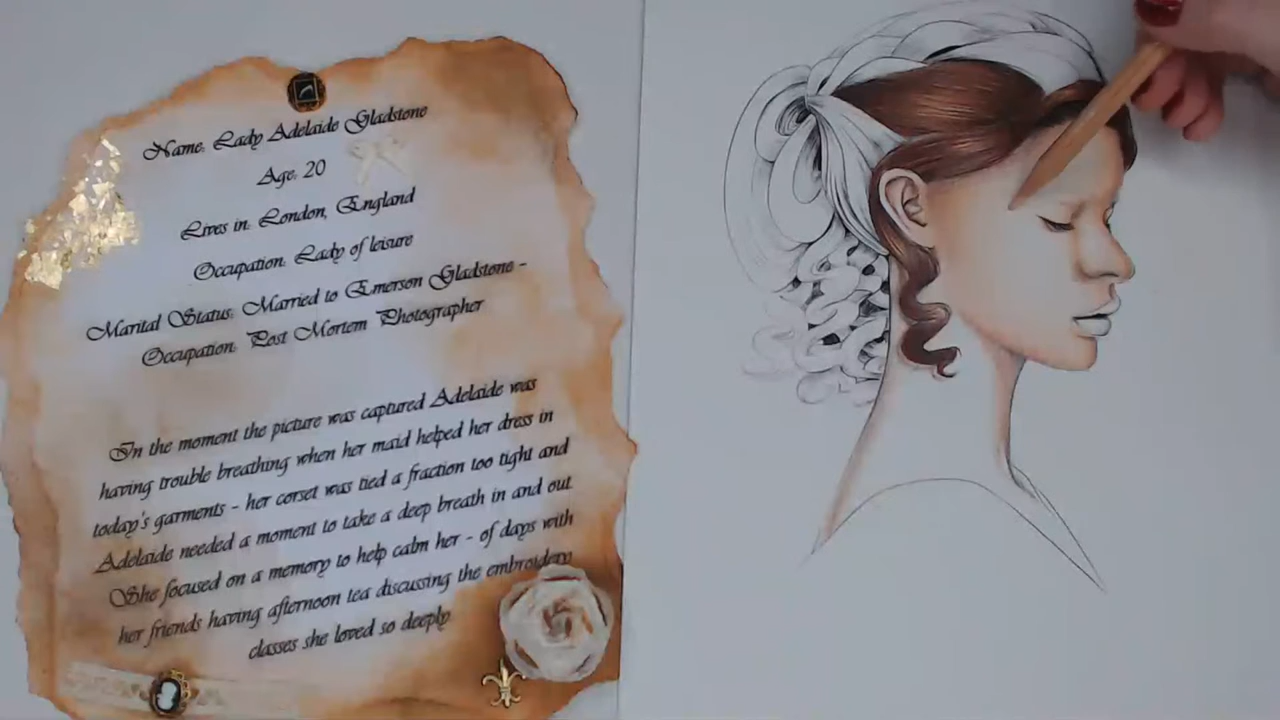 Name: Lady Adelaide Gladstone
Age: 20
Lives in: London, England
Occupation: Lady of leisure
Marital Status: Married to Emerson Gladstone -
Occupation: Post Mortem Photographer
In the moment the picture was captured Adelaide was
having trouble breathing when her maid helped her dress in
today's garments - her corset was tied a fraction too tight and
Adelaide needed a moment to take a deep breath in and out.
She focused on a memory to help calm her - of days with
her friends having afternoon tea discussing the embroidery
classes she loved so deeply